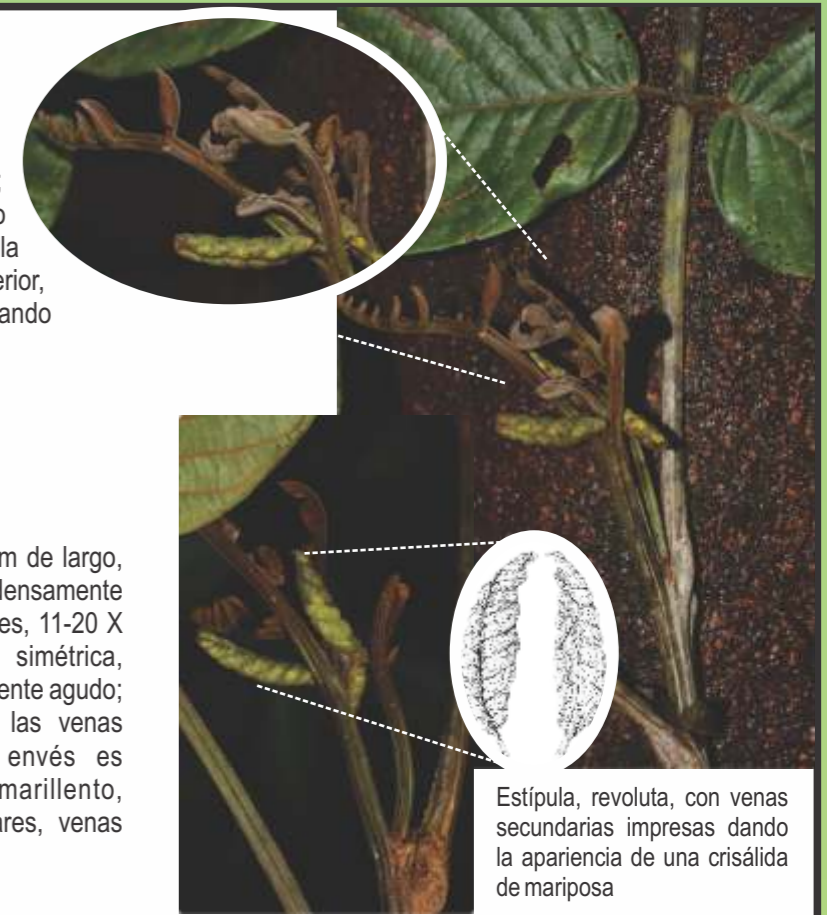 la
erior,
ando
m de largo,
lensamente
es, 11-20 X
simétrica,
ente agudo;
las venas
envés es
marillento,
ares, venas
Estípula, revoluta, con venas
secundarias impresas dando
la apariencia de una crisálida
de mariposa